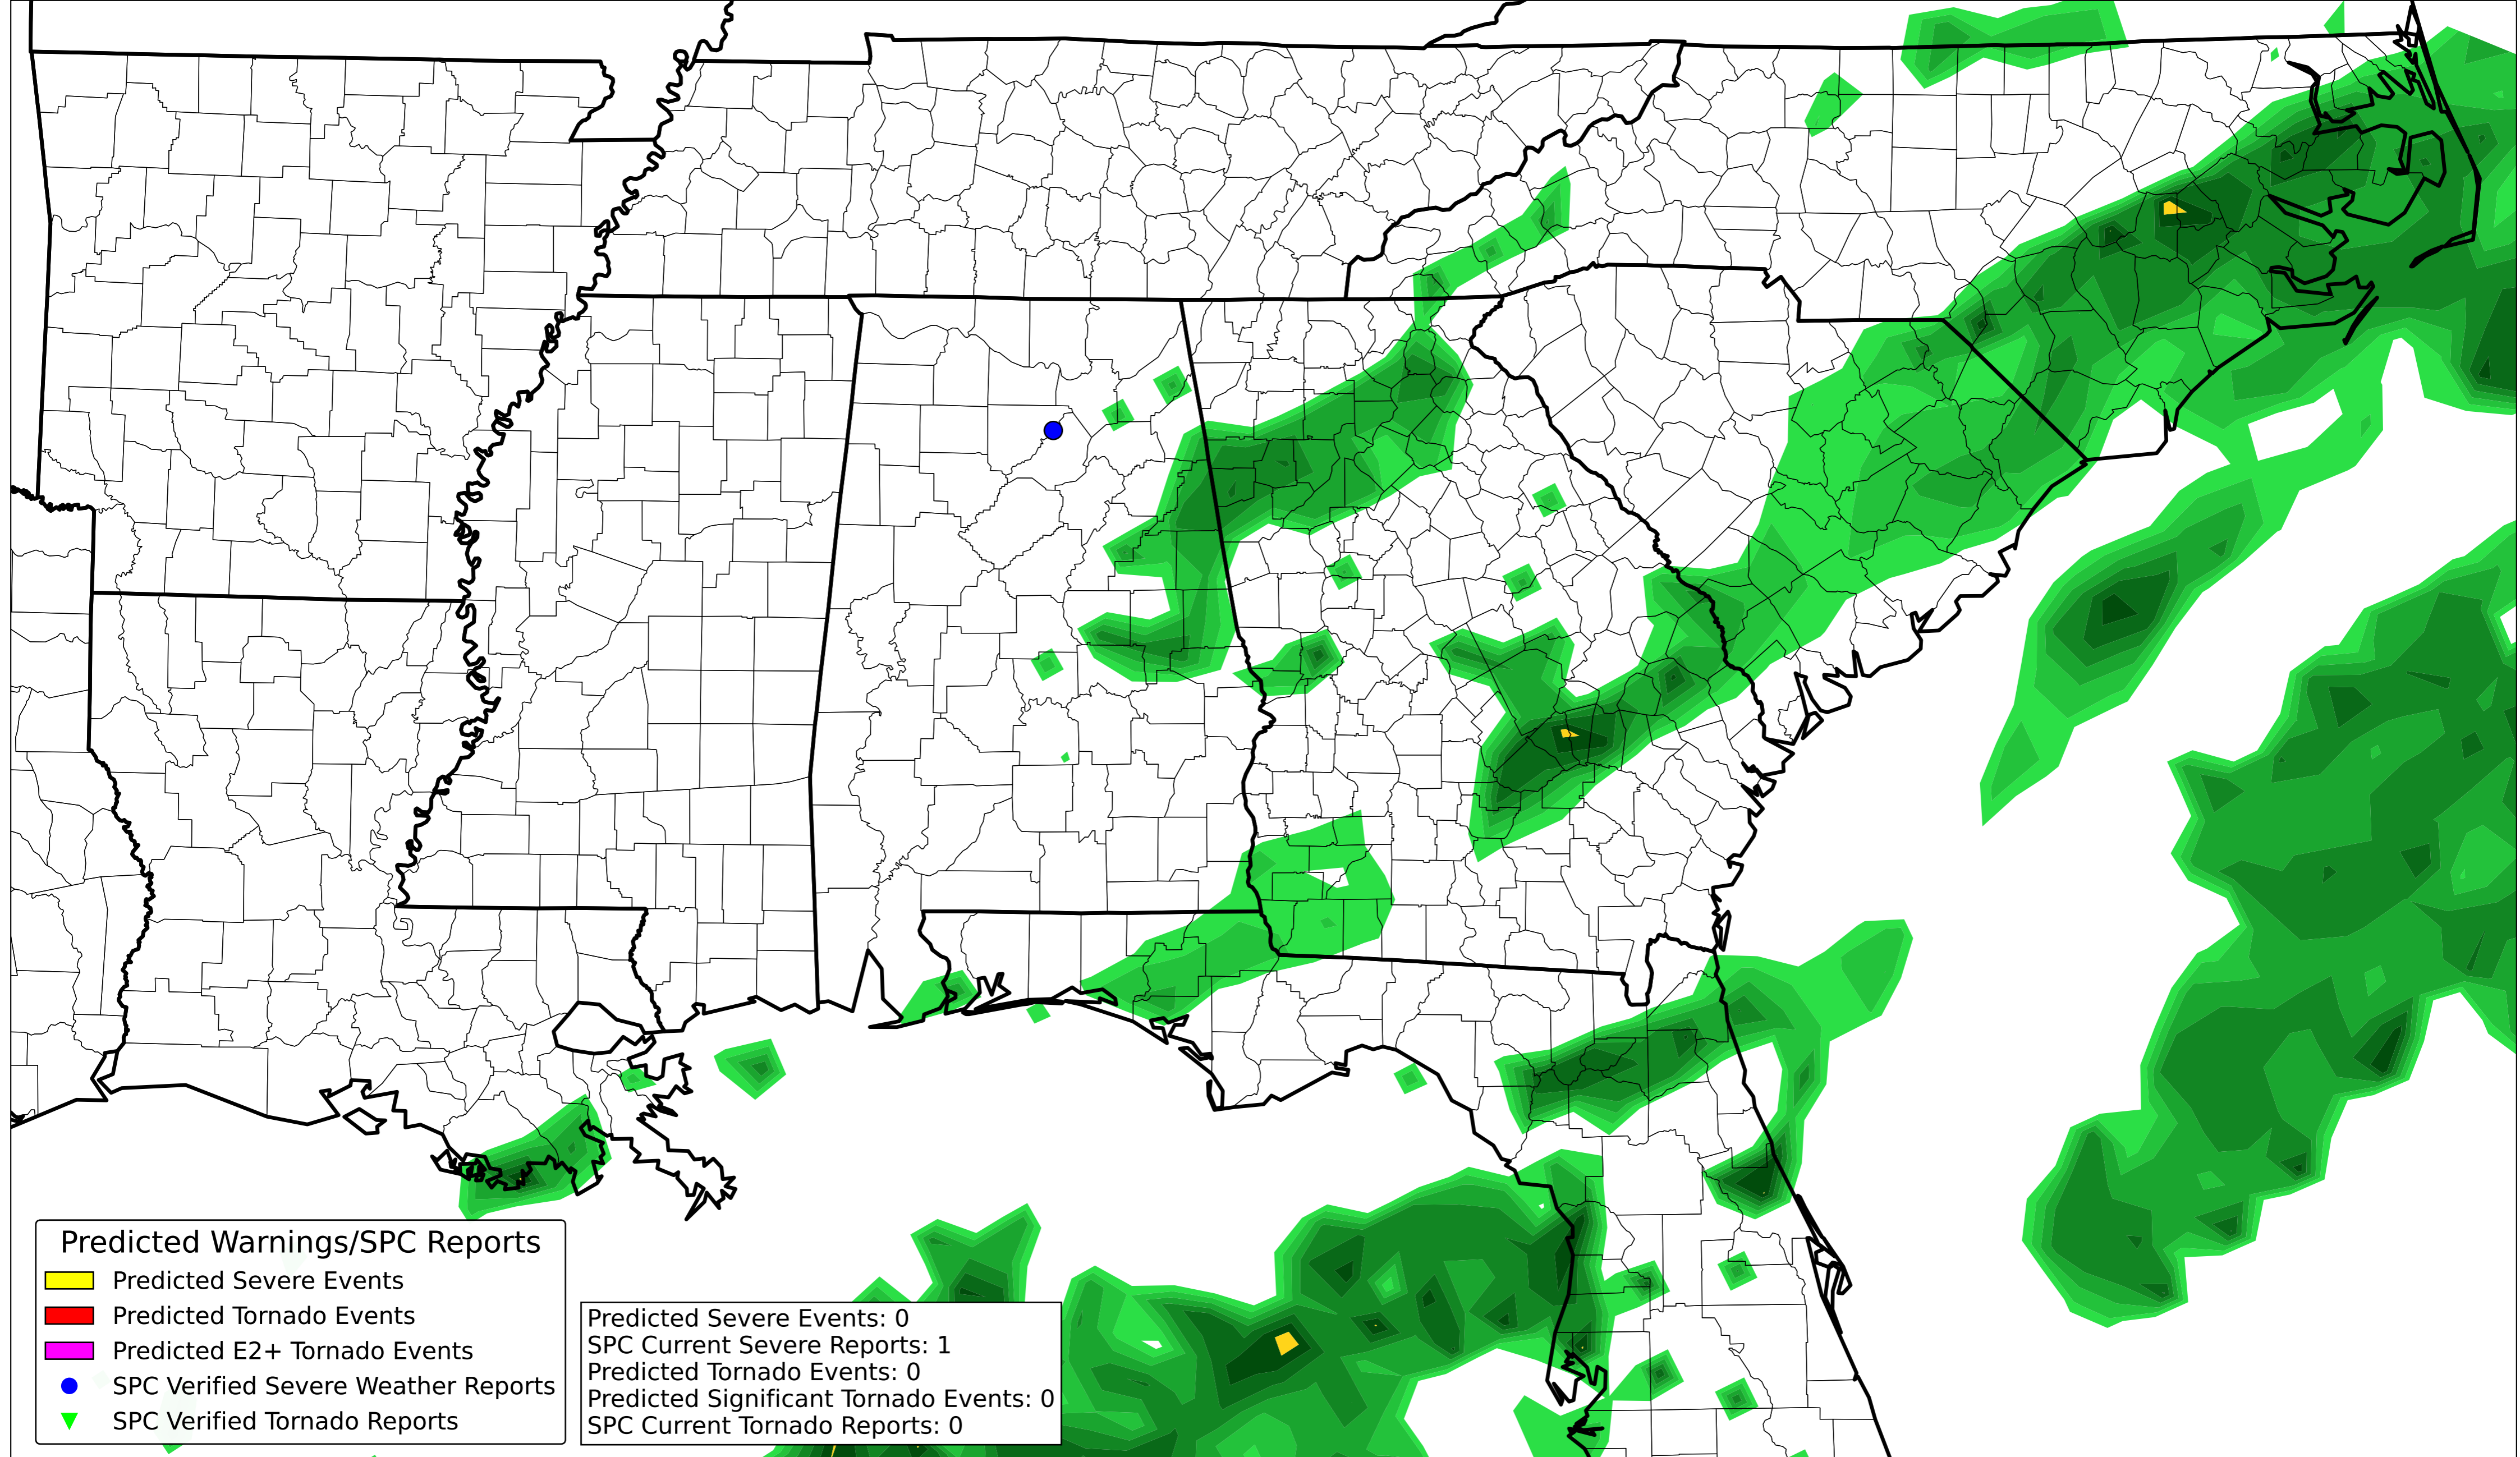 Predicted Warnings/SPC Reports
Predicted Severe Events
Predicted Tornado Events
Predicted E2+ Tornado Events
SPC Verified Severe Weather Reports
SPC Verified Tornado Reports
Predicted Severe Events: 0
SPC Current Severe Reports: 1
Predicted Tornado Events: 0
Predicted Significant Tornado Events: 0
SPC Current Tornado Reports: 0